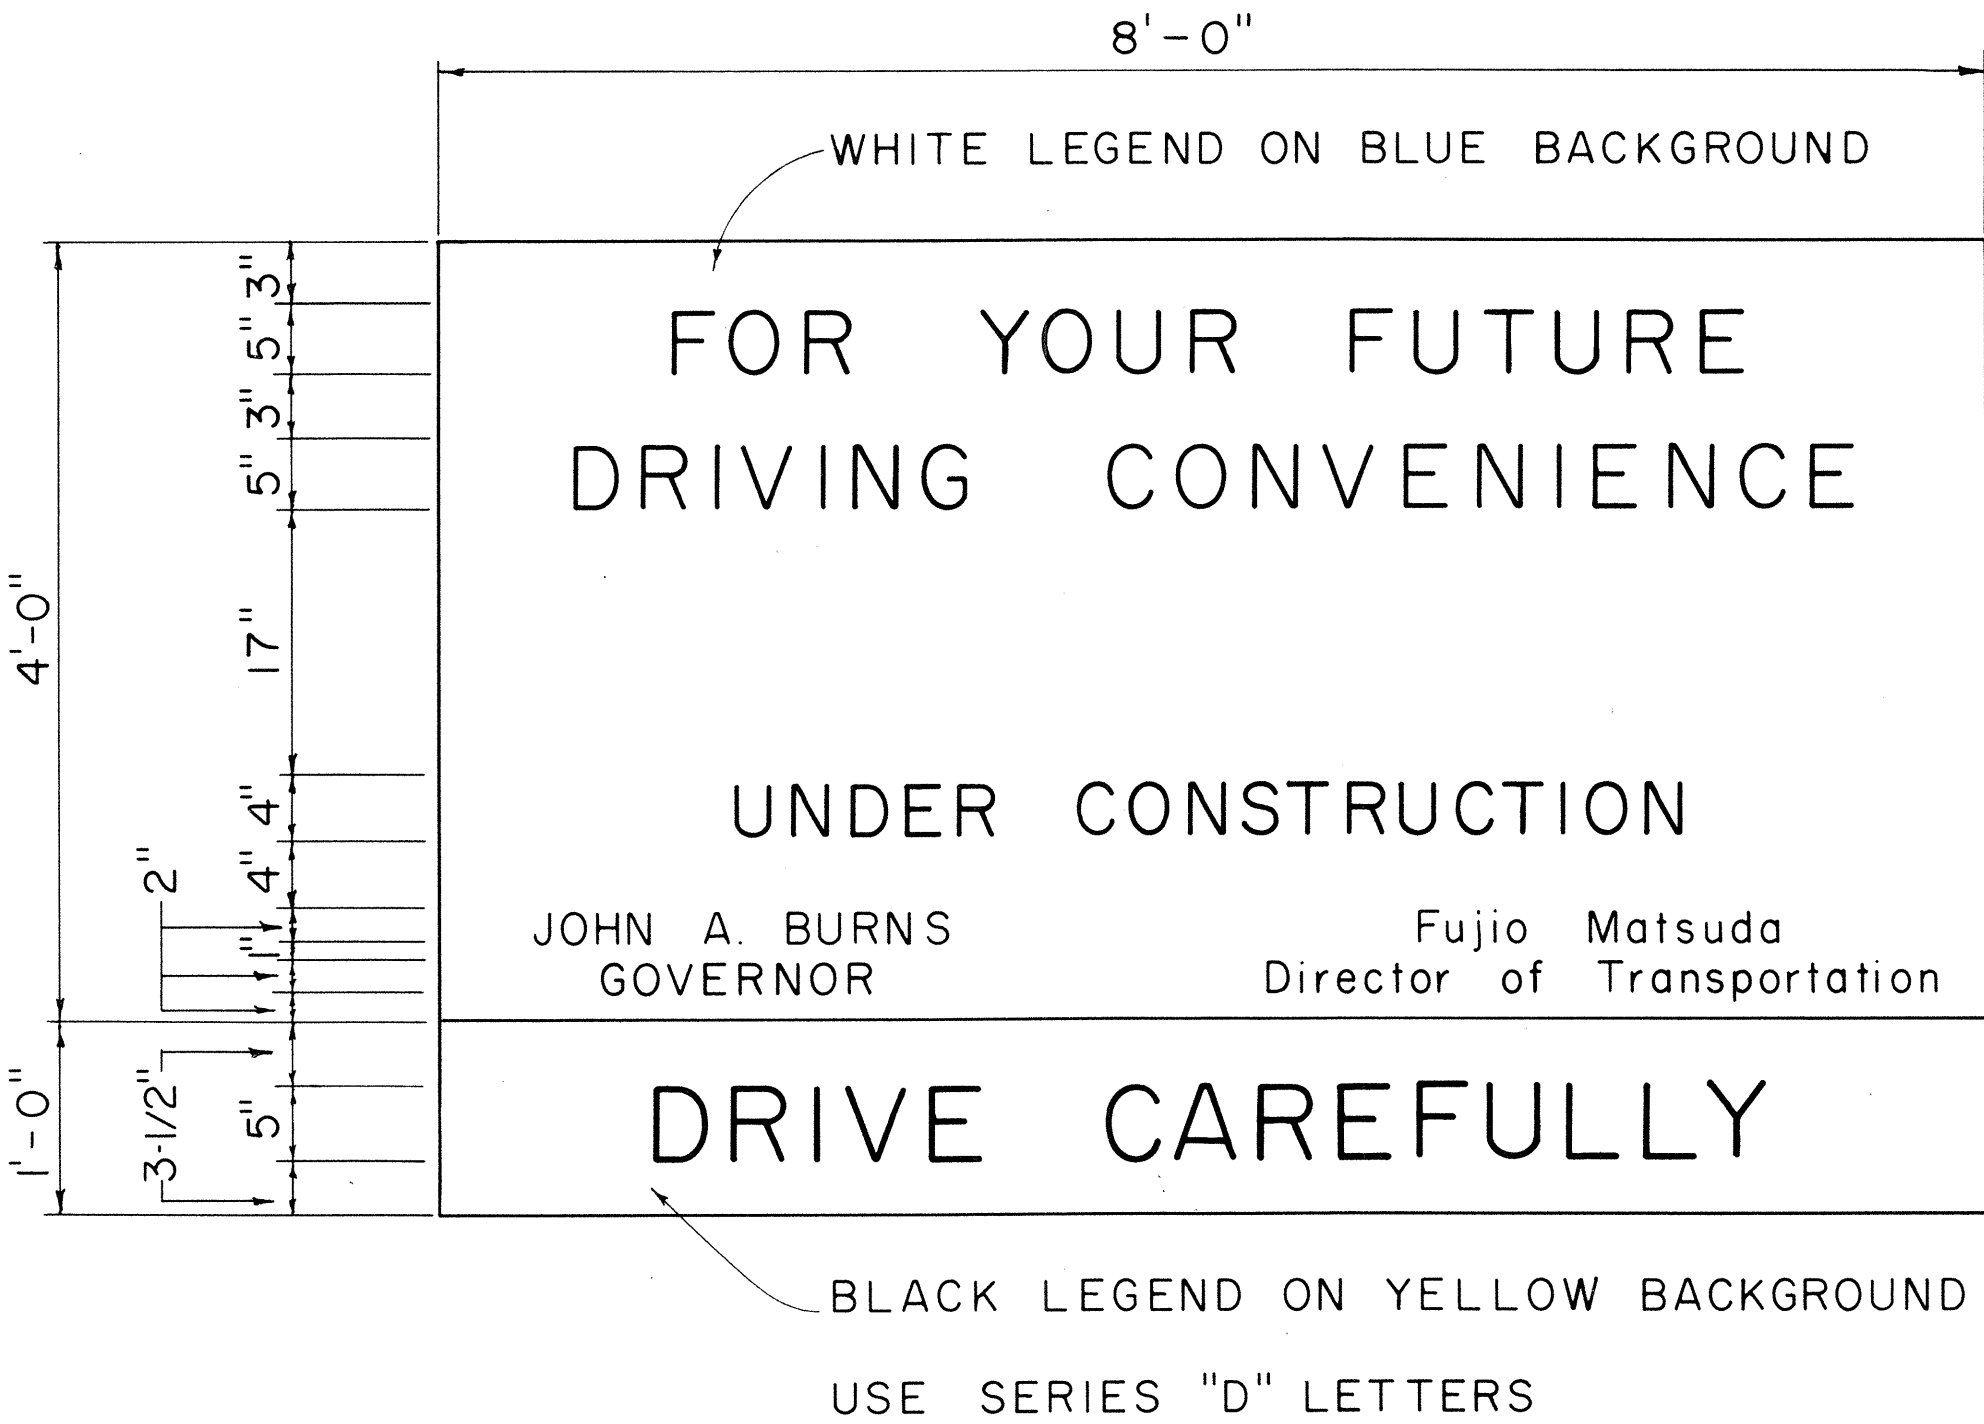 8'-0"
WHITE LEGEND ON BLUE BACKGROUND
3"
5"
3"
5"
17"
4"
4"
2"
1"
4'-0"
FOR YOUR FUTURE
DRIVING CONVENIENCE
UNDER CONSTRUCTION
JOHN A. BURNS
GOVERNOR
Fujio Matsuda
Director of Transportation
1'-0"
3-1/2"
5"
DRIVE CAREFULLY
BLACK LEGEND ON YELLOW BACKGROUND
USE SERIES "D" LETTERS